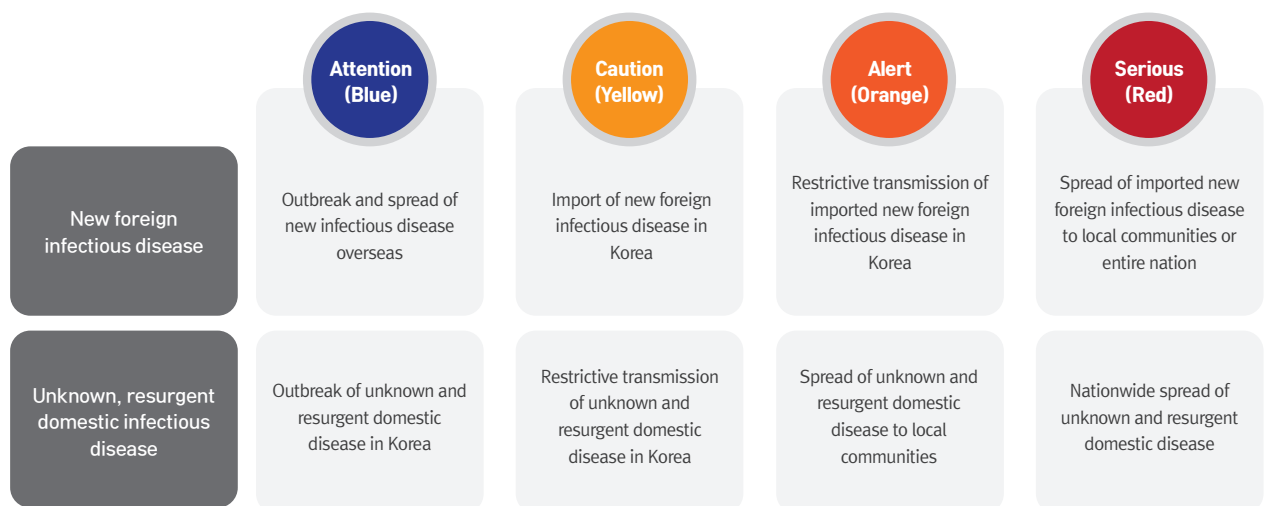 Attention
(Blue)
Caution
(Yellow)
Alert
(Orange)
Serious
(Red)
New foreign
infectious disease
Outbreak and spread of
new infectious disease
overseas
Import of new foreign
infectious disease in
Korea
Restrictive transmission of
imported new foreign
infectious disease in
Korea
Spread of imported new
foreign infectious disease
to local communities or
entire nation
Unknown, resurgent
domestic infectious
disease
Outbreak of unknown and
resurgent domestic
disease in Korea
Restrictive transmission
of unknown and
resurgent domestic
disease in Korea
Spread of unknown and
resurgent domestic
disease to local
communities
Nationwide spread of
unknown and resurgent
domestic disease